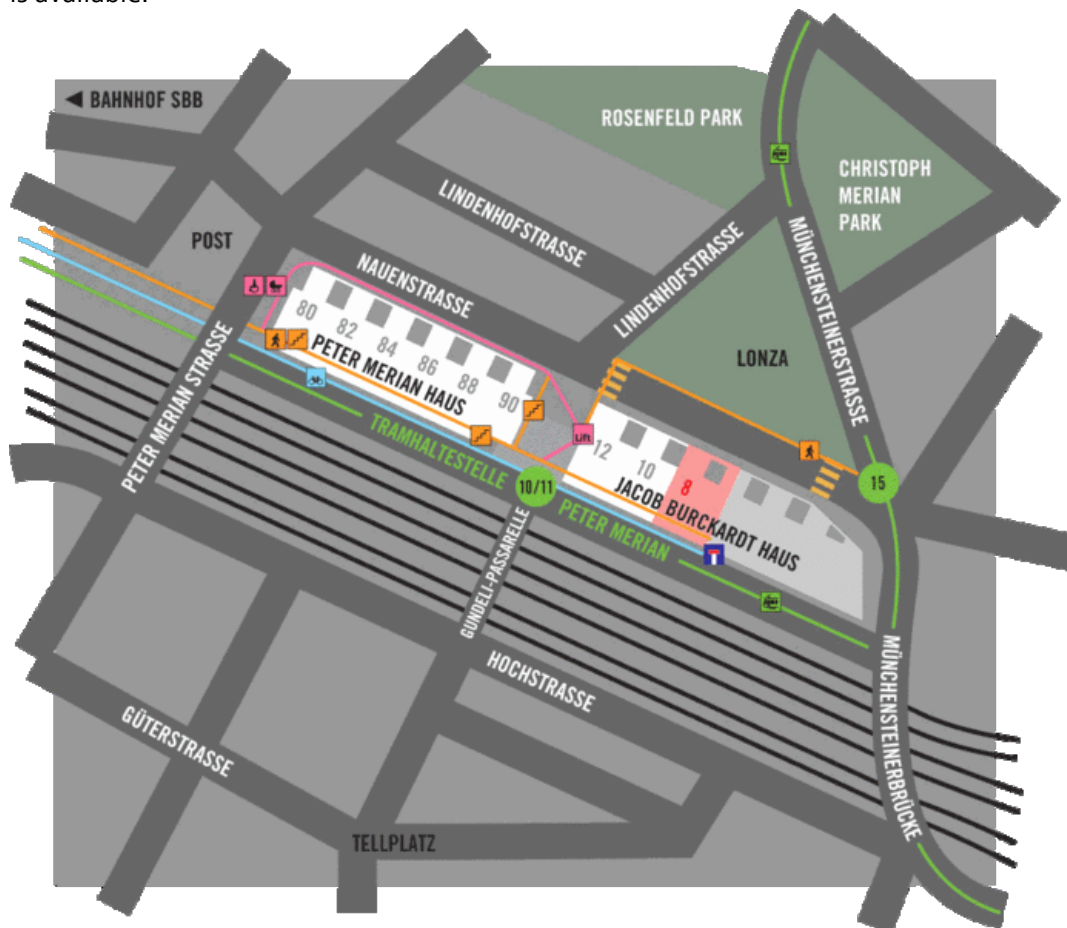 is available.
BAHNHOF SBB
ROSENFELD PARK
CHRISTOPH
MERIAN
PARK
LINDENHOFSTRASSE
POST
NAUENSTRASSE
LINDENHOFSTRASSE
MÜNCHENSTEINERSTRASSE
80
82
84
86
88
90
PETER MERIAN HAUS
LONZA
PETER MERIAN STRASSE
TRAMHALTESTELLE
PETER MERIAN
Lift
12
10
8
JACOB BURCKARDT HAUS
10/11
15
GUNDELI-PASSARELLE
HOCHSTRASSE
MÜNCHENSTEINERBRÜCKE
GÜTERSTRASSE
TELLPLATZ